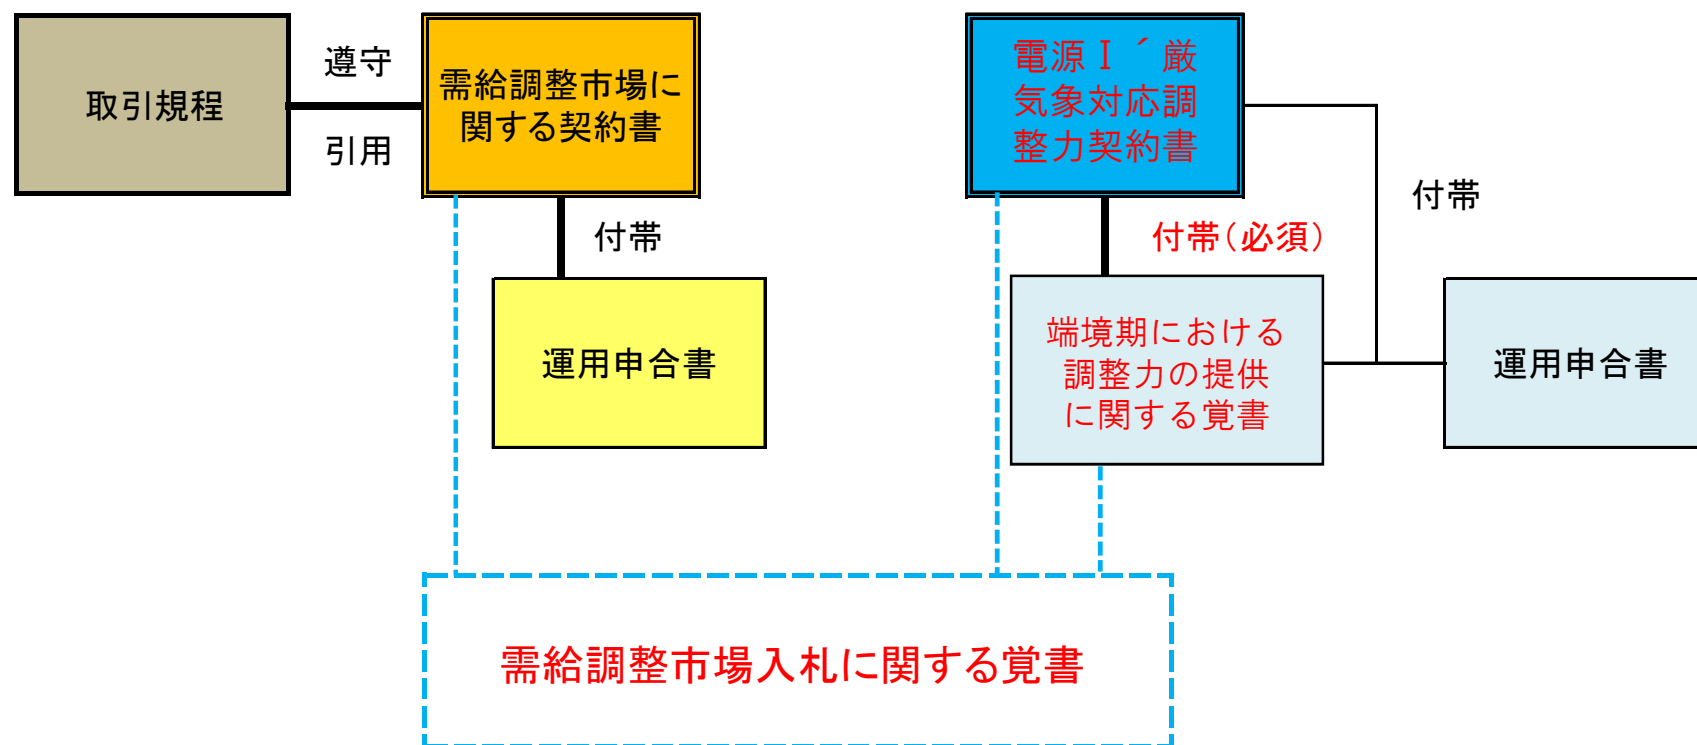 取引規程
遵守
引用
需給調整市場に
関する契約書
付帯
運用申合書
電源Ⅰ´厳
気象対応調
整力契約書
付帯(必須)
付帯
端境期における
調整力の提供
に関する覚書
運用申合書
需給調整市場入札に関する覚書